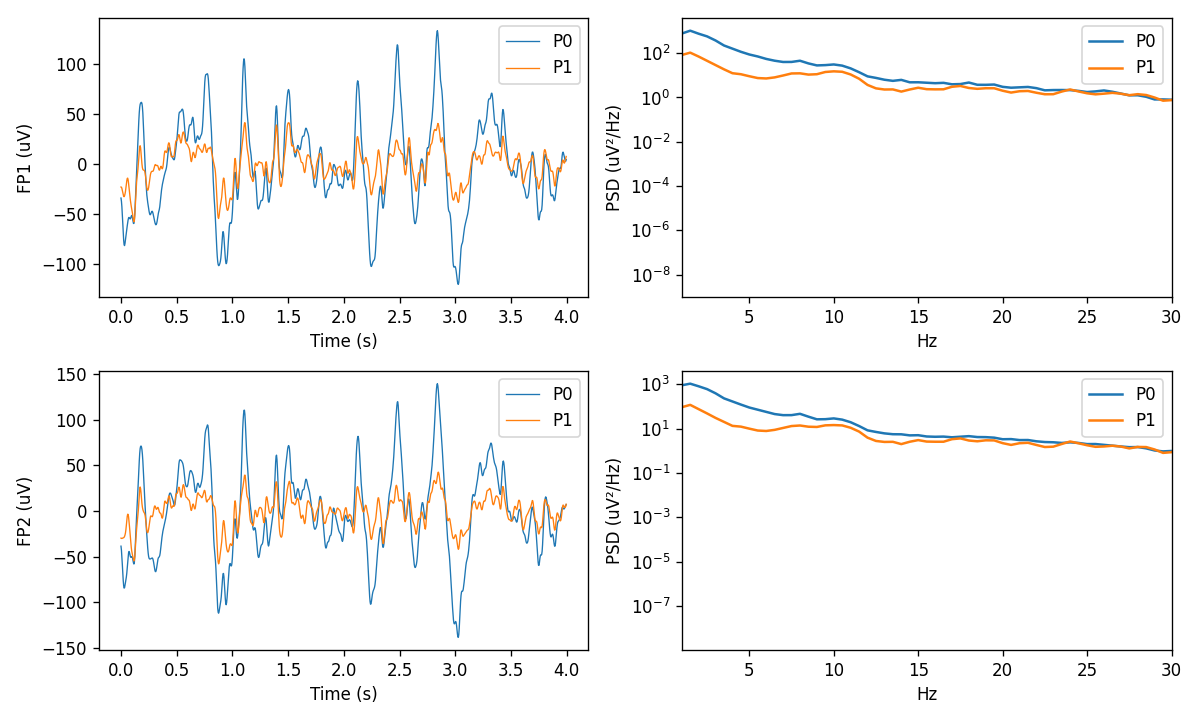 FP1 (uV)
100
50
0
−50
−100
0.0 0.5 1.0 1.5 2.0 2.5 3.0 3.5 4.0
Time (s)
P0
P1
PSD (uV²/Hz)
10²
10⁰
10⁻²
10⁻⁴
10⁻⁶
10⁻⁸
5 10 15 20 25 30
Hz
P0
P1
FP2 (uV)
150
100
50
0
−50
−100
−150
0.0 0.5 1.0 1.5 2.0 2.5 3.0 3.5 4.0
Time (s)
P0
P1
PSD (uV²/Hz)
10³
10¹
10⁻¹
10⁻³
10⁻⁵
10⁻⁷
5 10 15 20 25 30
Hz
P0
P1